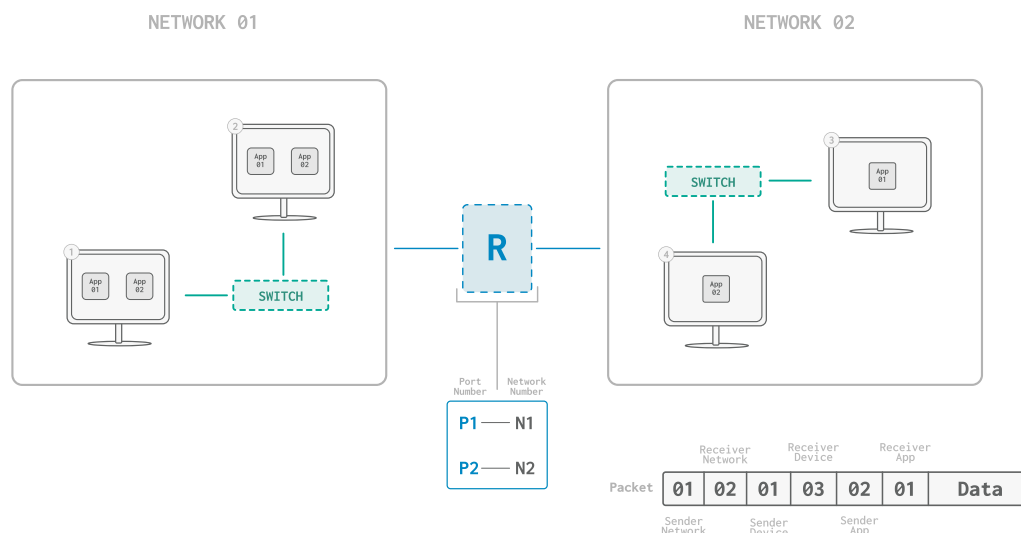 NETWORK 01
NETWORK 02
2
App
01
App
02
3
App
01
SWITCH
R
1
App
01
App
02
SWITCH
4
App
02
Port
Number
Network
Number
P1
N1
P2
N2
Receiver
Network
Receiver
Device
Receiver
App
Packet
01
02
01
03
02
01
Data
Sender
Network
Sender
Device
Sender
App